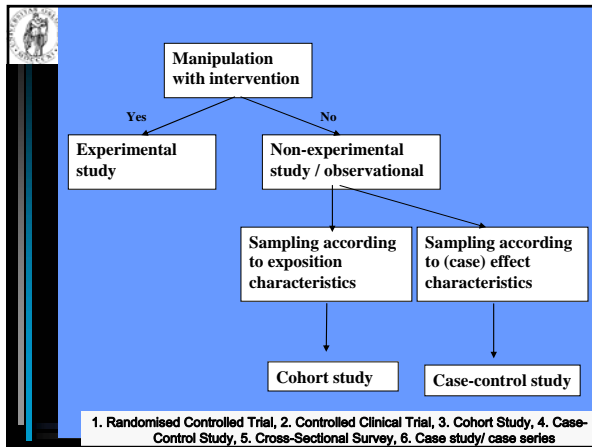 Manipulation
with intervention
Yes
No
Experimental
study
Non-experimental
study / observational
Sampling according
to exposition
characteristics
Sampling according
to (case) effect
characteristics
Cohort study
Case-control study
1. Randomised Controlled Trial, 2. Controlled Clinical Trial, 3. Cohort Study, 4. Case-
Control Study, 5. Cross-Sectional Survey, 6. Case study/ case series